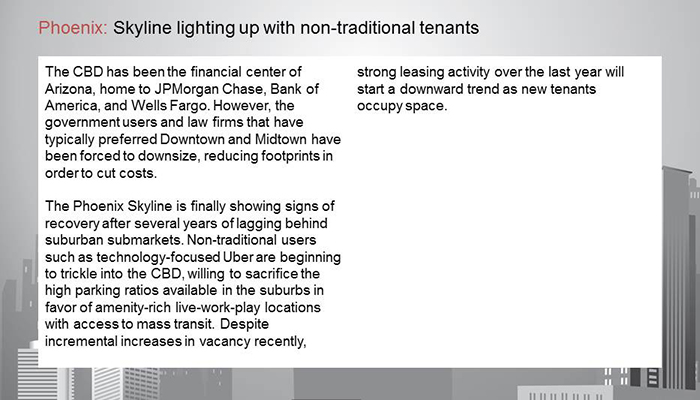 Phoenix: Skyline lighting up with non-traditional tenants
The CBD has been the financial center of
Arizona, home to JPMorgan Chase, Bank of
America, and Wells Fargo. However, the
government users and law firms that have
typically preferred Downtown and Midtown have
been forced to downsize, reducing footprints in
order to cut costs.
The Phoenix Skyline is finally showing signs of
recovery after several years of lagging behind
suburban submarkets. Non-traditional users
such as technology-focused Uber are beginning
to trickle into the CBD, willing to sacrifice the
high parking ratios available in the suburbs in
favor of amenity-rich live-work-play locations
with access to mass transit. Despite
incremental increases in vacancy recently,
strong leasing activity over the last year will
start a downward trend as new tenants
occupy space.